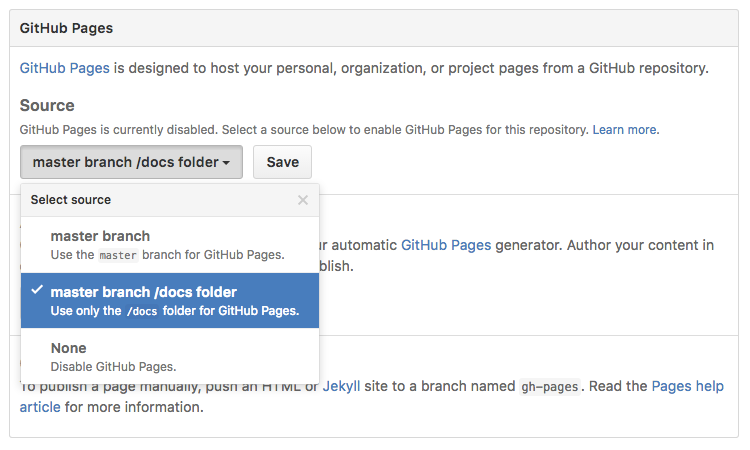 GitHub Pages
GitHub Pages is designed to host your personal, organization, or project pages from a GitHub repository.
Source
GitHub Pages is currently disabled. Select a source below to enable GitHub Pages for this repository. Learn more.
master branch /docs folder
Save
Select source
master branch
Use the master branch for GitHub Pages.
automatic GitHub Pages generator. Author your content in
master branch /docs folder
Use only the /docs folder for GitHub Pages.
None
Disable GitHub Pages.
To publish a page manually, push an HTML or Jekyll site to a branch named gh-pages. Read the Pages help
article for more information.